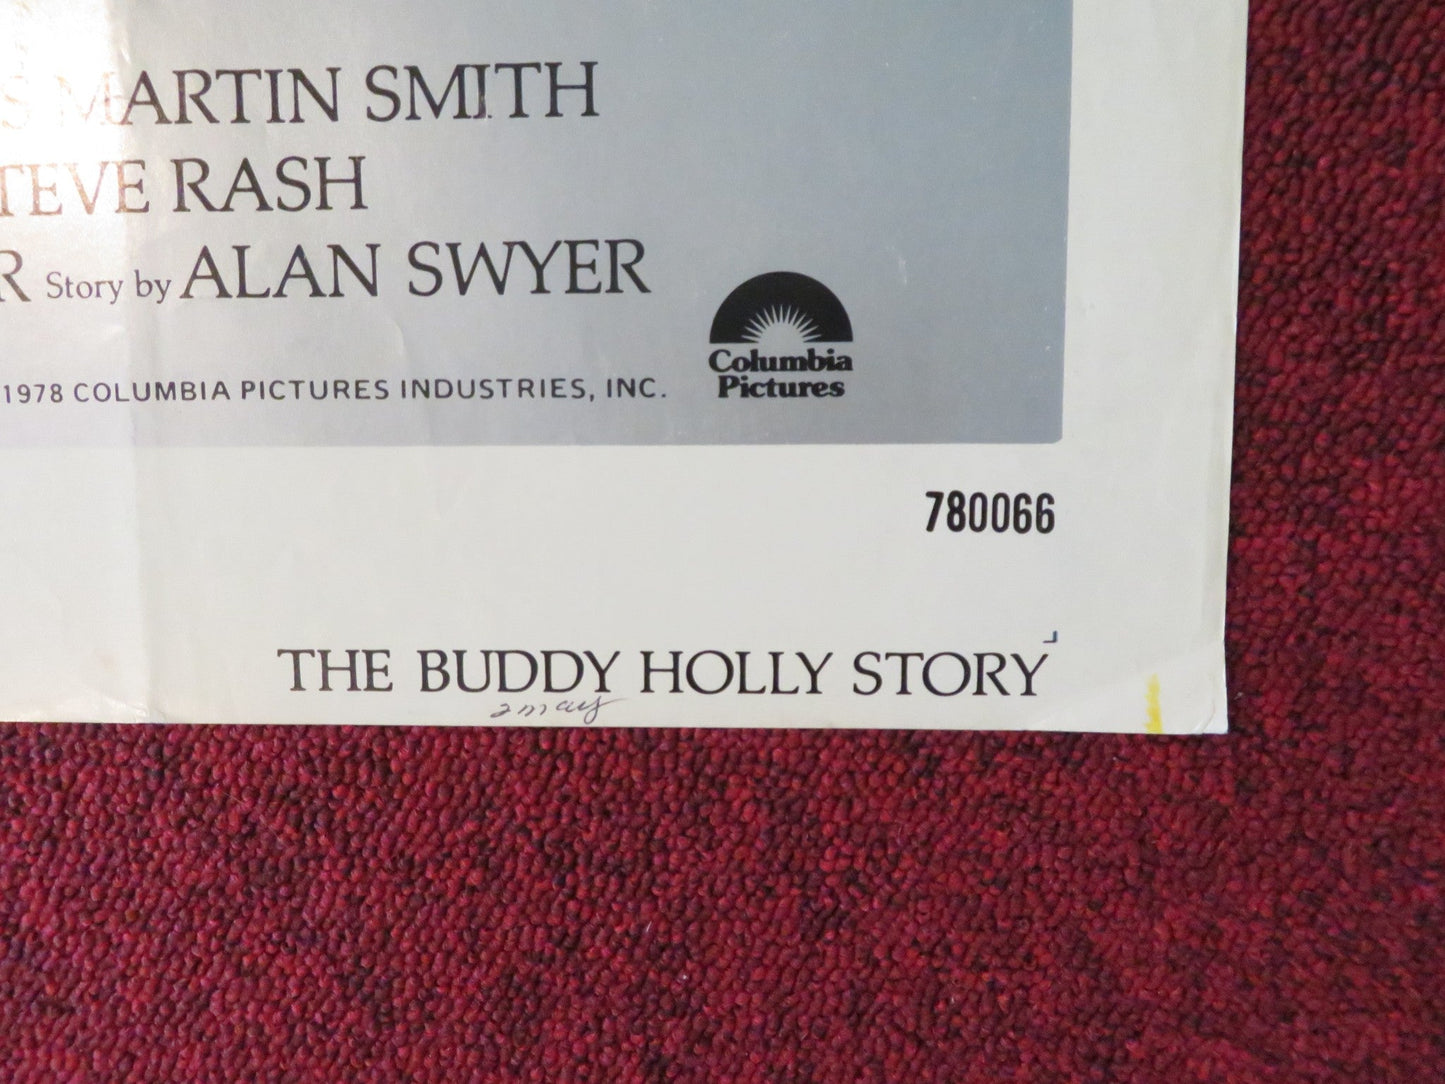 S MARTIN SMITH
TEVE RASH
R Story by ALAN SWYER
1978 COLUMBIA PICTURES INDUSTRIES, INC.
Columbia
Pictures
780066
THE BUDDY HOLLY STORY